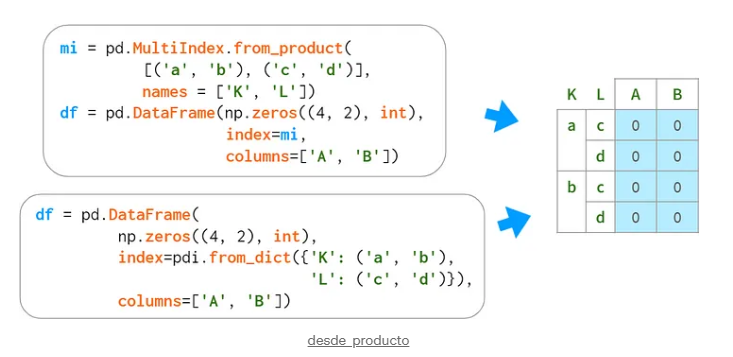 mi = pd.MultiIndex.from_product(
[('a', 'b'), ('c', 'd')],
names = ['K', 'L'])
df = pd.DataFrame(np.zeros((4, 2), int),
index=mi,
columns=['A', 'B'])
df = pd.DataFrame(
np.zeros((4, 2), int),
index=pdi.from_dict({'K': ('a', 'b'),
'L': ('c', 'd')}),
columns=['A', 'B'])
K L A B
a c 0 0
d 0 0
b c 0 0
d 0 0
desde_producto